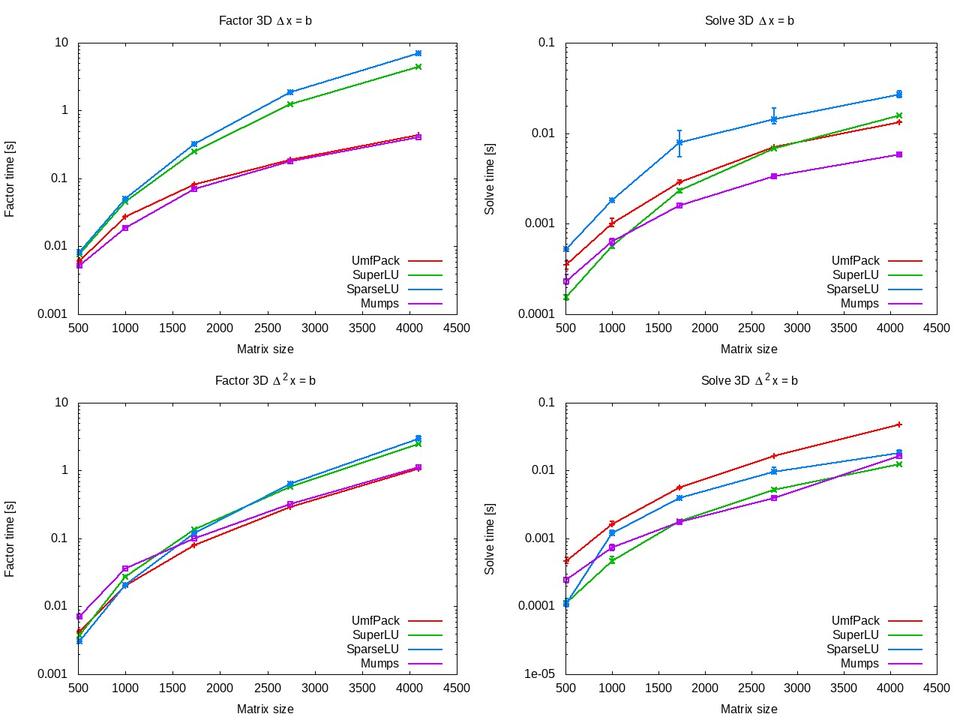 Factor 3D Δ x = b
10
1
0.1
0.01
0.001
Factor time [s]
UmfPack
SuperLU
SparseLU
Mumps
500 1000 1500 2000 2500 3000 3500 4000 4500
Matrix size
Solve 3D Δ x = b
0.1
0.01
0.001
0.0001
Solve time [s]
UmfPack
SuperLU
SparseLU
Mumps
500 1000 1500 2000 2500 3000 3500 4000 4500
Matrix size
Factor 3D Δ² x = b
10
1
0.1
0.01
0.001
Factor time [s]
UmfPack
SuperLU
SparseLU
Mumps
500 1000 1500 2000 2500 3000 3500 4000 4500
Matrix size
Solve 3D Δ² x = b
0.1
0.01
0.001
0.0001
1e-05
Solve time [s]
UmfPack
SuperLU
SparseLU
Mumps
500 1000 1500 2000 2500 3000 3500 4000 4500
Matrix size